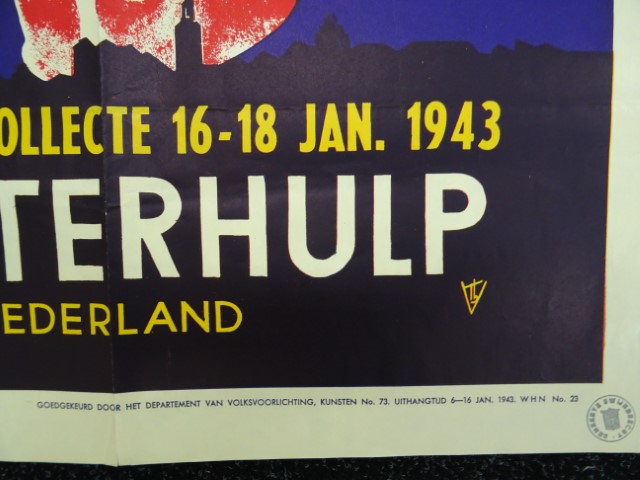 OLLECTE 16-18 JAN. 1943
TERHULP
EDERLAND
GOEDGEKEURD DOOR HET DEPARTEMENT VAN VOLKSVOORLICHTING, KUNSTEN No. 73. UITHANGTIJD 6-16 JAN. 1943. W H N No. 23